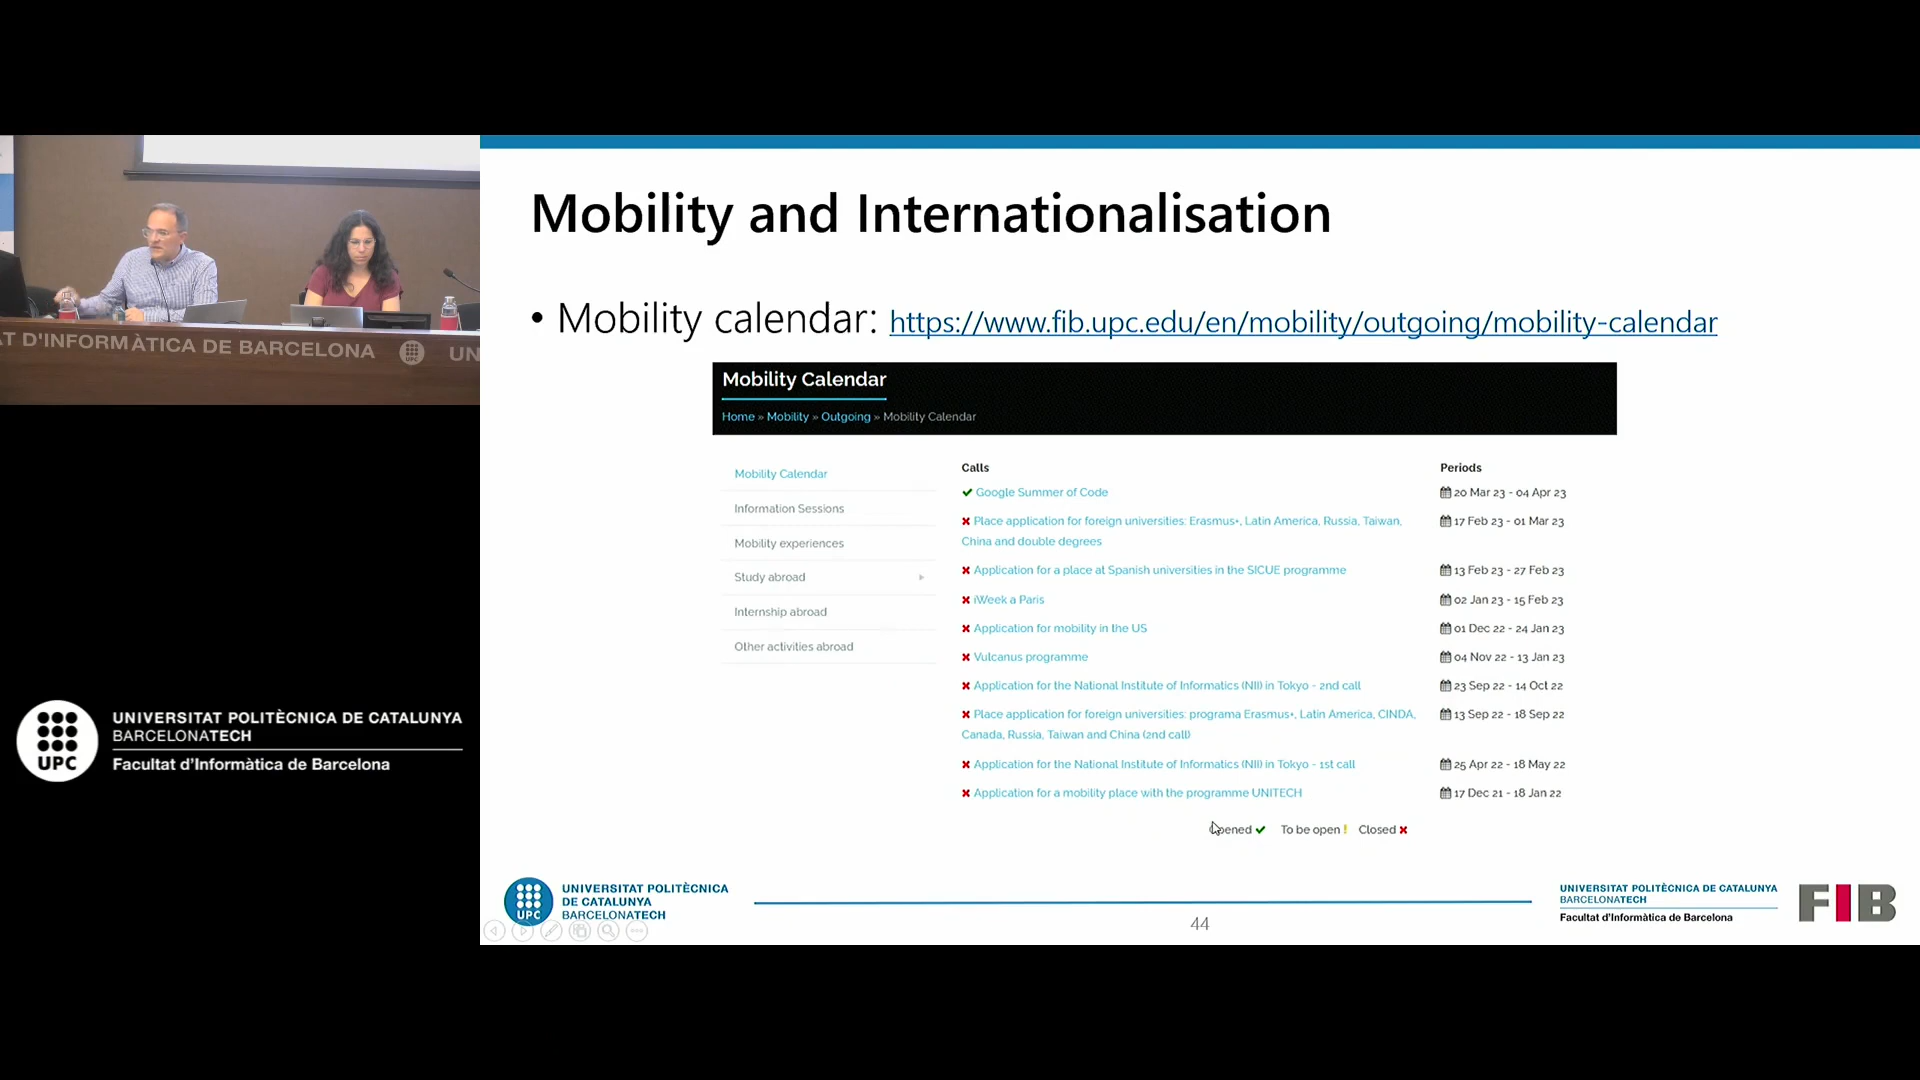 Mobility and Internationalisation
• Mobility calendar: https://www.fib.upc.edu/en/mobility/outgoing/mobility-calendar
Mobility Calendar
Home » Mobility » Outgoing » Mobility Calendar
Mobility Calendar
Information Sessions
Mobility experiences
Study abroad
Internship abroad
Other activities abroad
Calls Periods
Google Summer of Code 20 Mar 23 - 04 Apr 23
Place application for foreign universities: Erasmus+, Latin America, Russia, Taiwan, 17 Feb 23 - 01 Mar 23
China and double degrees
Application for a place at Spanish universities in the SICUE programme 13 Feb 23 - 27 Feb 23
iWeek a Paris 02 Jan 23 - 15 Feb 23
Application for mobility in the US 01 Dec 22 - 24 Jan 23
Vulcanus programme 04 Nov 22 - 13 Jan 23
Application for the National Institute of Informatics (NII) in Tokyo - 2nd call 23 Sep 22 - 14 Oct 22
Place application for foreign universities: programa Erasmus+, Latin America, CINDA, 13 Sep 22 - 18 Sep 22
Canada, Russia, Taiwan and China (2nd call)
Application for the National Institute of Informatics (NII) in Tokyo - 1st call 25 Apr 22 - 18 May 22
Application for a mobility place with the programme UNITECH 17 Dec 21 - 18 Jan 22
Opened To be open ! Closed
UPC
UNIVERSITAT POLITÈCNICA
DE CATALUNYA
BARCELONATECH
44
UNIVERSITAT POLITÈCNICA DE CATALUNYA
BARCELONATECH
Facultat d'Informàtica de Barcelona
FIB
AT D'INFORMÀTICA DE BARCELONA
UPC
UN
UPC
UNIVERSITAT POLITÈCNICA DE CATALUNYA
BARCELONATECH
Facultat d'Informàtica de Barcelona